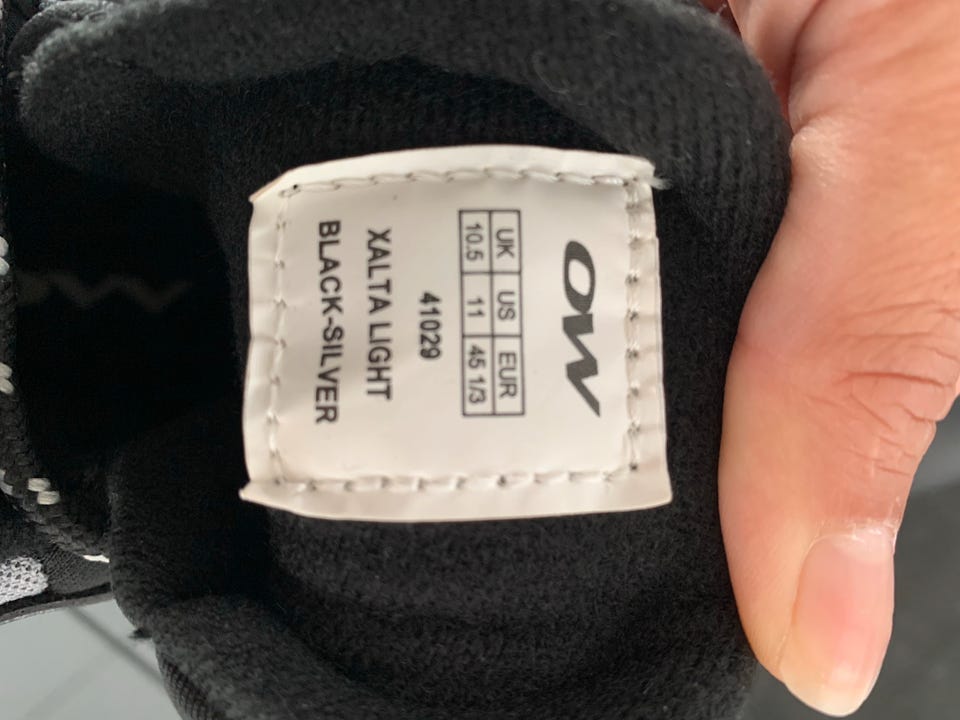 OW
UK US EUR
10.5 11 45 1/3
41029
XALTA LIGHT
BLACK-SILVER